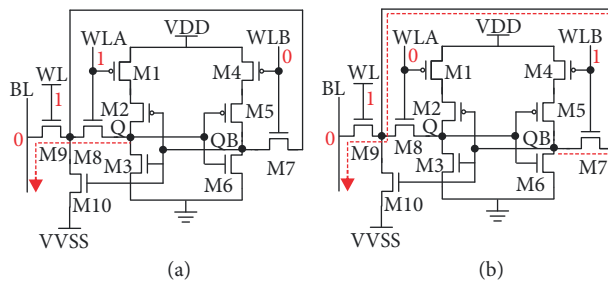 VDD
WLA
WLB
0
1
M1
M4
WL
BL
1
M2
M5
0
Q
QB
M9
M8
M3
M7
M6
M10
VVSS
(a)
VDD
WLA
WLB
0
1
M1
M4
WL
BL
1
M2
M5
0
Q
QB
M9
M8
M3
M7
M6
M10
VVSS
(b)